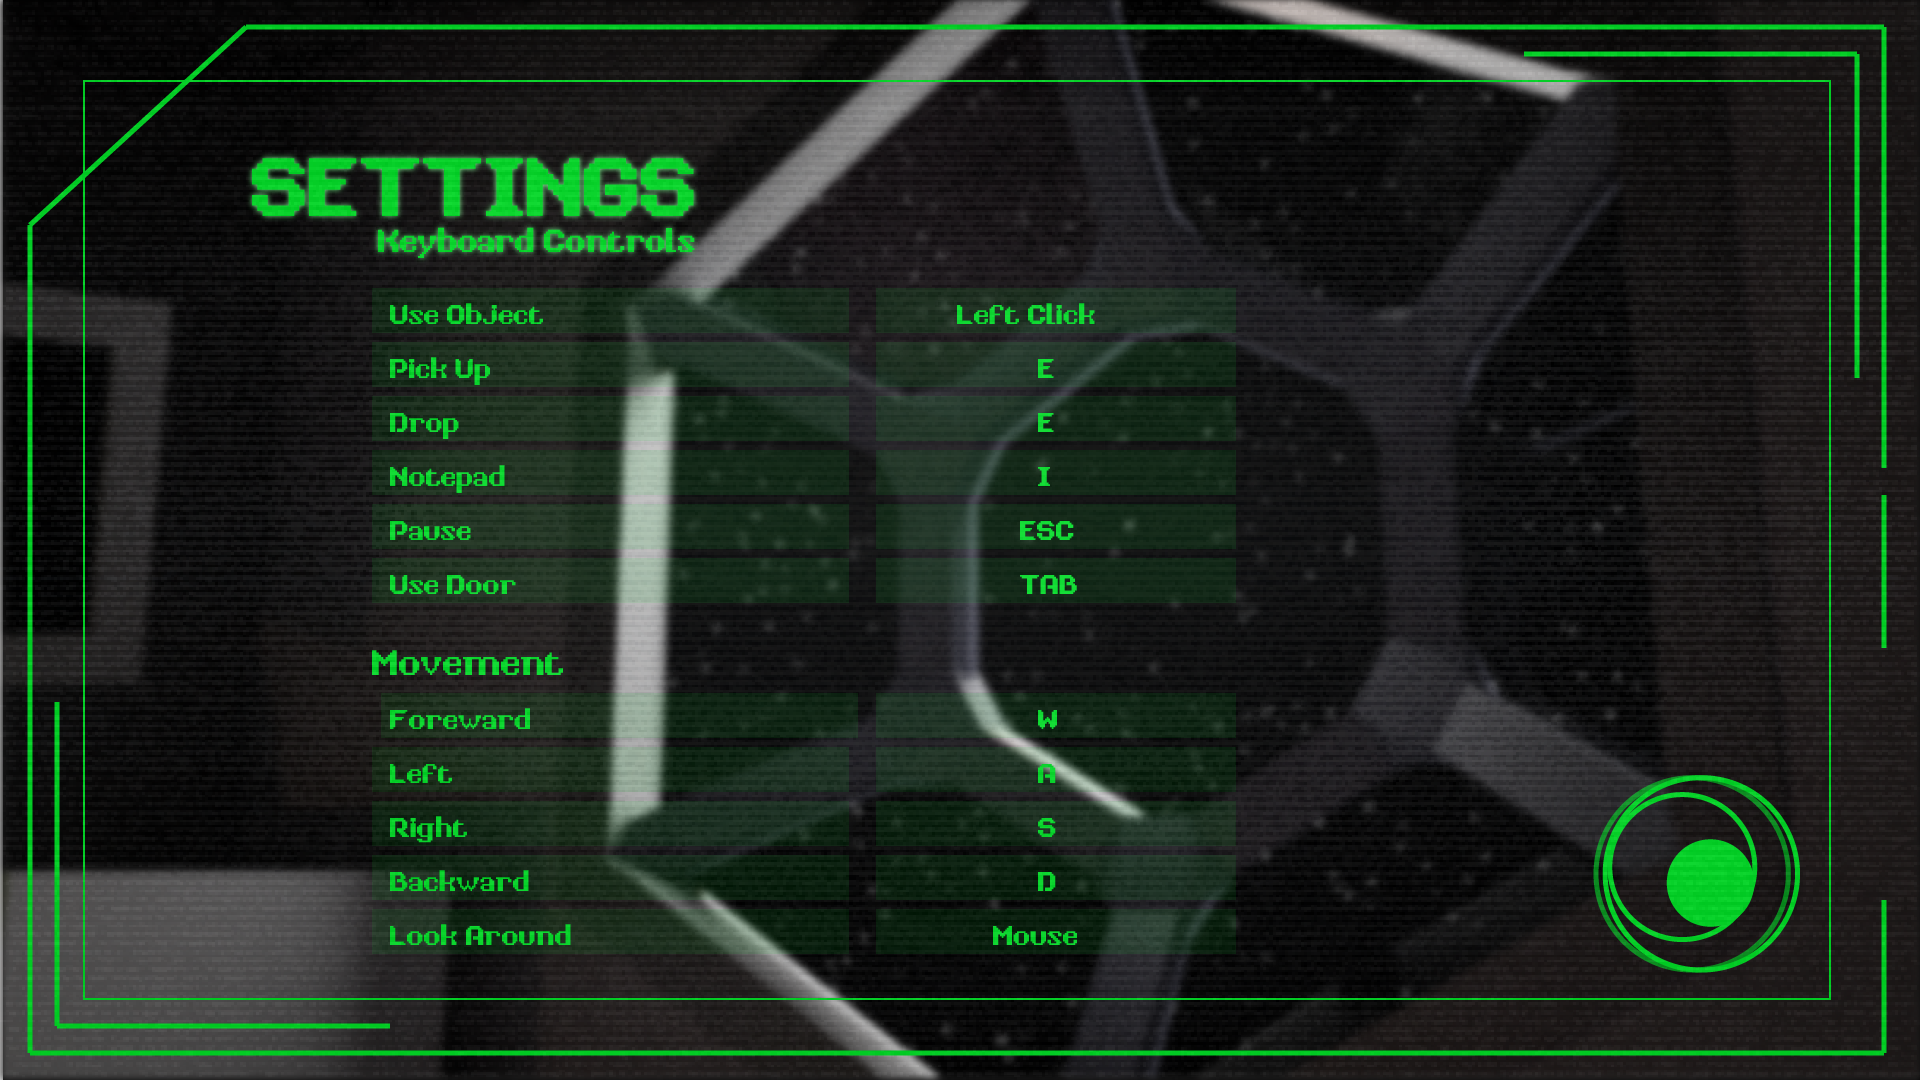 SETTINGS
Keyboard Controls
Use Object Left Click
Pick Up E
Drop E
Notepad I
Pause ESC
Use Door TAB
Movement
Foreward W
Left A
Right S
Backward D
Look Around Mouse